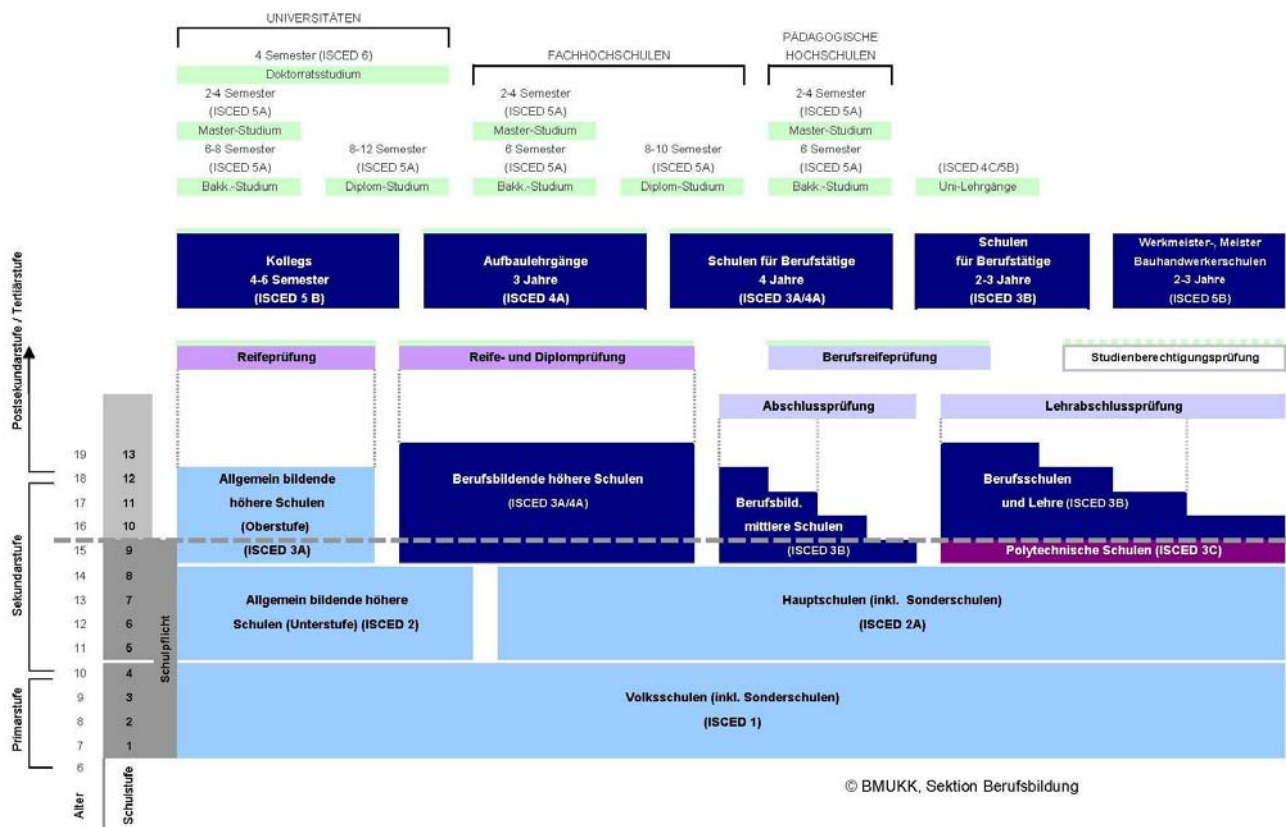 UNIVERSITÄTEN
4 Semester (ISCED 6)
Doktorratsstudium
2-4 Semester
(ISCED 5A)
Master-Studium
6-8 Semester
(ISCED 5A)
Bakk.-Studium
8-12 Semester
(ISCED 5A)
Diplom-Studium
FACHHOCHSCHULEN
2-4 Semester
(ISCED 5A)
Master-Studium
6 Semester
(ISCED 5A)
Bakk.-Studium
8-10 Semester
(ISCED 5A)
Diplom-Studium
PÄDAGOGISCHE
HOCHSCHULEN
2-4 Semester
(ISCED 5A)
Master-Studium
6 Semester
(ISCED 5A)
Bakk.-Studium
(ISCED 4C/5B)
Uni-Lehrgänge
Kollegs
4-6 Semester
(ISCED 5 B)
Aufbaulehrgänge
3 Jahre
(ISCED 4A)
Schulen für Berufstätige
4 Jahre
(ISCED 3A/4A)
Schulen
für Berufstätige
2-3 Jahre
(ISCED 3B)
Werkmeister-, Meister
Bauhandwerkerschulen
2-3 Jahre
(ISCED 5B)
Reifeprüfung
Reife- und Diplomprüfung
Berufsreifeprüfung
Studienberechtigungsprüfung
Abschlussprüfung
Lehrabschlussprüfung
Allgemein bildende
höhere Schulen
(Oberstufe)
(ISCED 3A)
Berufsbildende höhere Schulen
(ISCED 3A/4A)
Berufsbild.
mittlere Schulen
(ISCED 3B)
Berufsschulen
und Lehre (ISCED 3B)
Polytechnische Schulen (ISCED 3C)
Allgemein bildende höhere
Schulen (Unterstufe) (ISCED 2)
Hauptschulen (inkl. Sonderschulen)
(ISCED 2A)
Volksschulen (inkl. Sonderschulen)
(ISCED 1)
Postsekundarstufe / Tertiärstufe
Sekundarstufe
Primarstufe
19 13
18 12
17 11
16 10
15 9
14 8
13 7
12 6
11 5
10 4
9 3
8 2
7 1
6
Alter
Schulstufe
Schulpflicht
© BMUKK, Sektion Berufsbildung